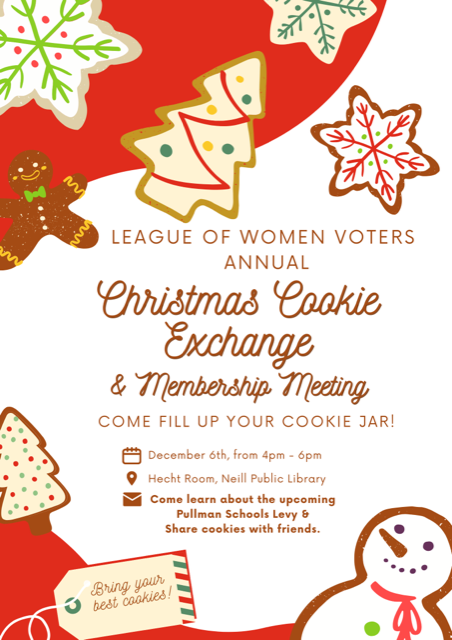 LEAGUE OF WOMEN VOTERS
ANNUAL
Christmas Cookie
Exchange
& Membership Meeting
COME FILL UP YOUR COOKIE JAR!
December 6th, from 4pm - 6pm
Hecht Room, Neill Public Library
Come learn about the upcoming
Pullman Schools Levy &
Share cookies with friends.
Bring your
best cookies!